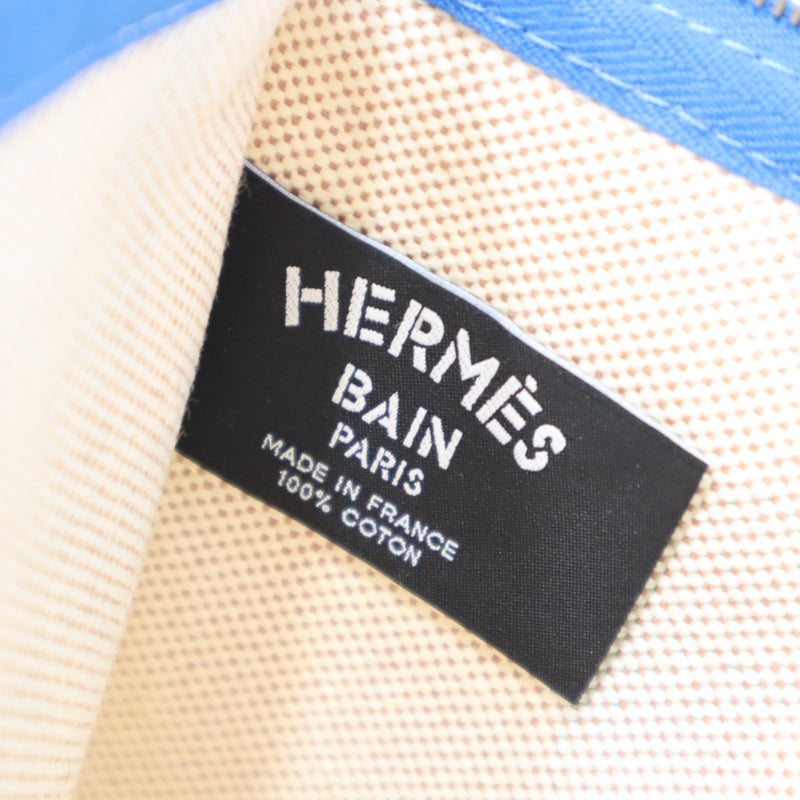 HERMÈS
BAIN
PARIS
MADE IN FRANCE
100% COTON